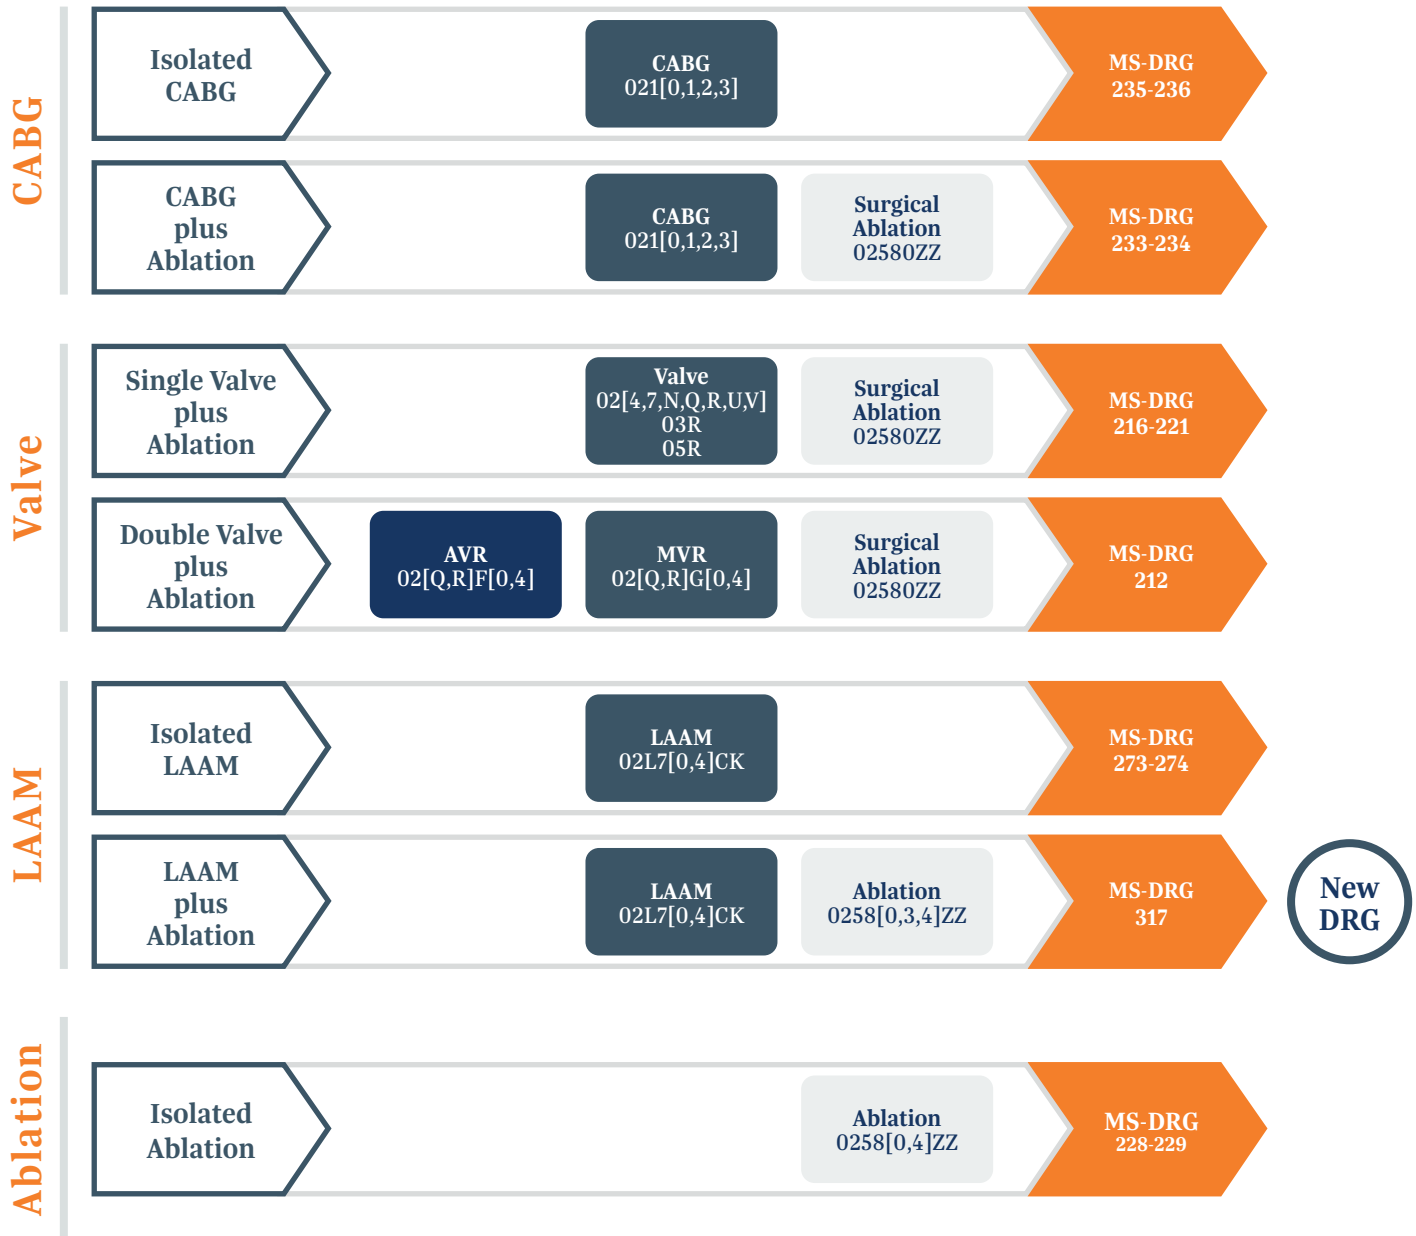 CABG
Isolated
CABG
CABG
021[0,1,2,3]
MS-DRG
235-236
CABG
plus
Ablation
CABG
021[0,1,2,3]
Surgical
Ablation
02580ZZ
MS-DRG
233-234
Valve
Single Valve
plus
Ablation
Valve
02[4,7,N,Q,R,U,V]
03R
05R
Surgical
Ablation
02580ZZ
MS-DRG
216-221
Double Valve
plus
Ablation
AVR
02[Q,R]F[0,4]
MVR
02[Q,R]G[0,4]
Surgical
Ablation
02580ZZ
MS-DRG
212
LAAM
Isolated
LAAM
LAAM
02L7[0,4]CK
MS-DRG
273-274
LAAM
plus
Ablation
LAAM
02L7[0,4]CK
Ablation
0258[0,3,4]ZZ
MS-DRG
317
New
DRG
Ablation
Isolated
Ablation
Ablation
0258[0,4]ZZ
MS-DRG
228-229